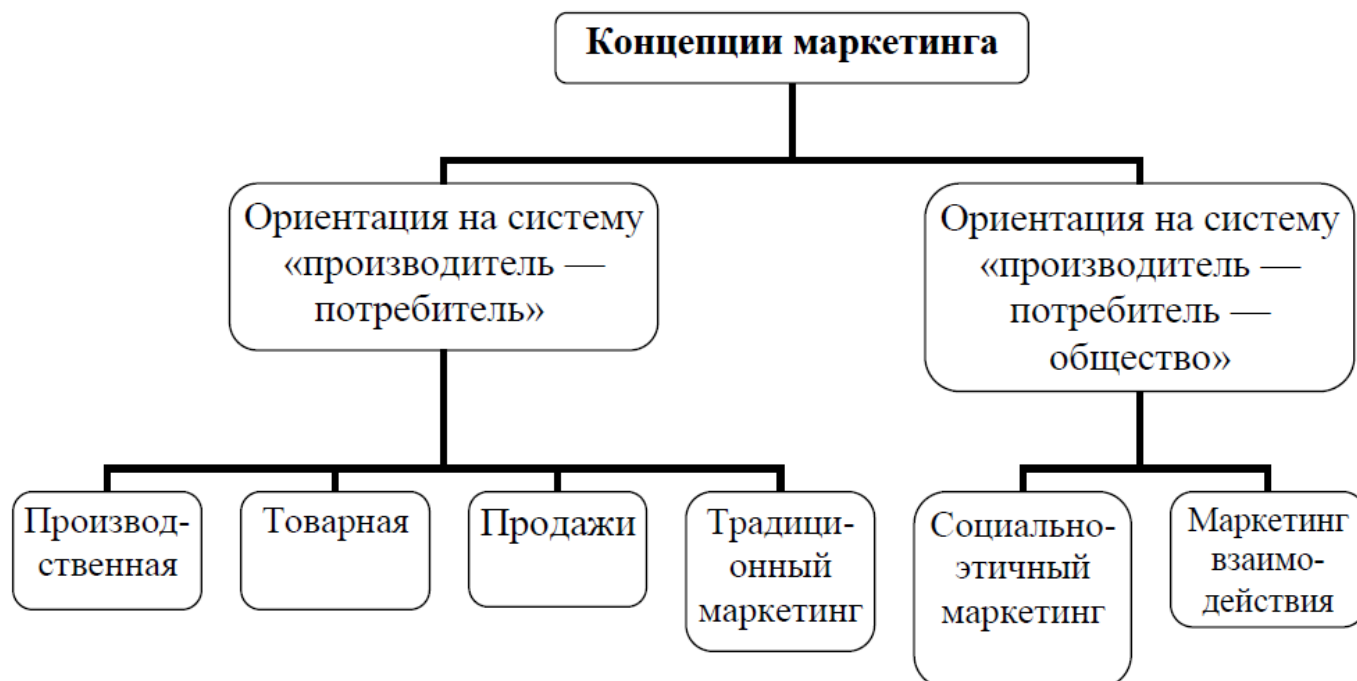 Концепции маркетинга
Ориентация на систему
«производитель —
потребитель»
Ориентация на систему
«производитель —
потребитель —
общество»
Производ-
ственная
Товарная
Продажи
Традици-
онный
маркетинг
Социально-
этичный
маркетинг
Маркетинг
взаимо-
действия